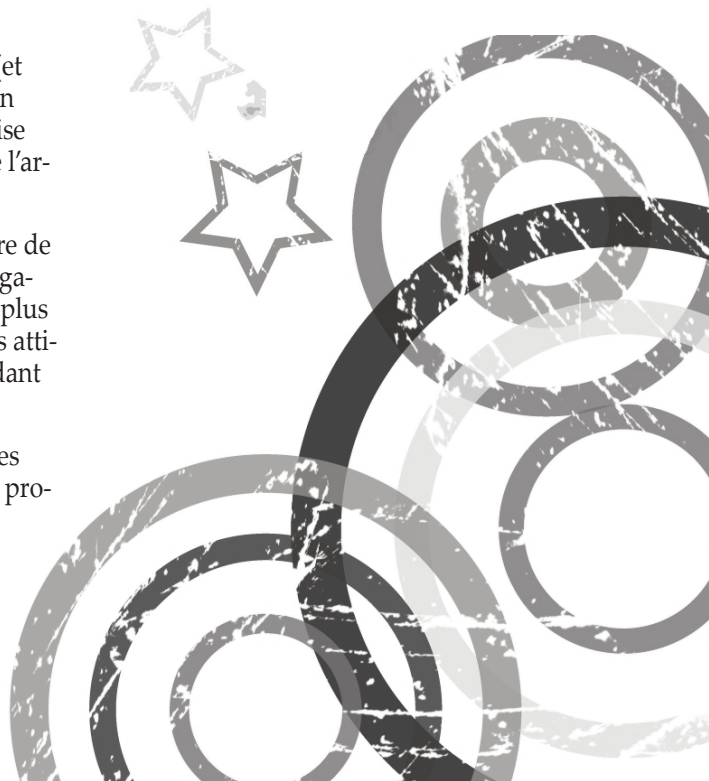 et
n
ise
l'ar-
re de
ga-
plus
s atti-
dant
es
pro-